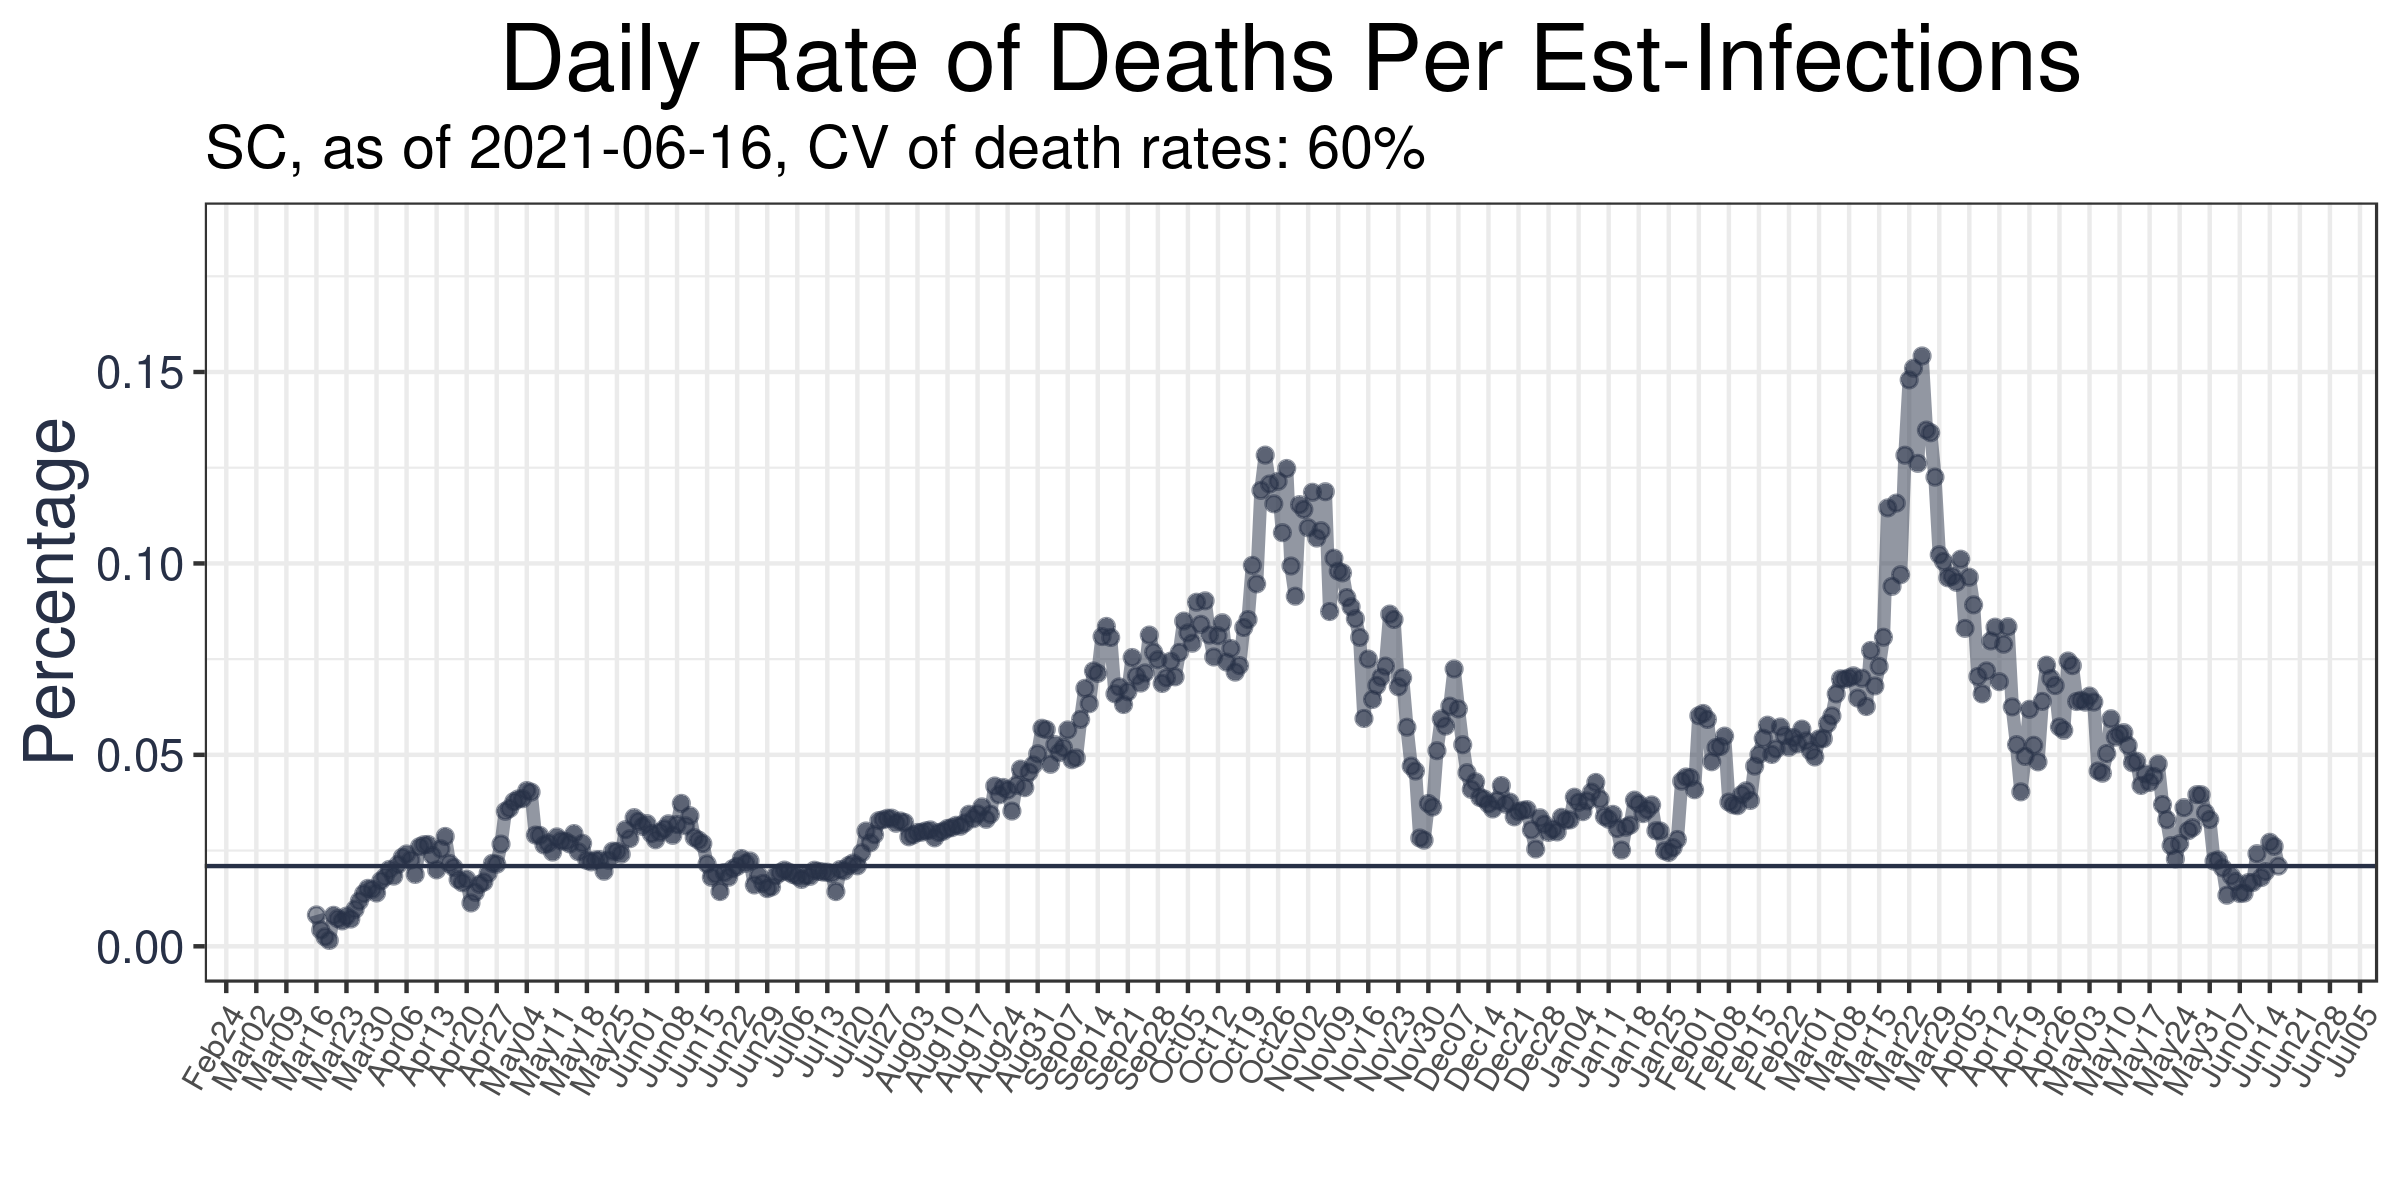 Daily Rate of Deaths Per Est-Infections
SC, as of 2021-06-16, CV of death rates: 60%
Percentage
0.15
0.10
0.05
0.00
Feb24 Mar02 Mar09 Mar16 Mar23 Mar30 Apr06 Apr13 Apr20 Apr27 May04 May11 May18 May25 Jun01 Jun08 Jun15 Jun22 Jun29 Jul06 Jul13 Jul20 Jul27 Aug03 Aug10 Aug17 Aug24 Aug31 Sep07 Sep14 Sep21 Sep28 Oct05 Oct12 Oct19 Oct26 Nov02 Nov09 Nov16 Nov23 Nov30 Dec07 Dec14 Dec21 Dec28 Jan04 Jan11 Jan18 Jan25 Feb01 Feb08 Feb15 Feb22 Mar01 Mar08 Mar15 Mar22 Mar29 Apr05 Apr12 Apr19 Apr26 May03 May10 May17 May24 May31 Jun07 Jun14 Jun21 Jun28 Jul05